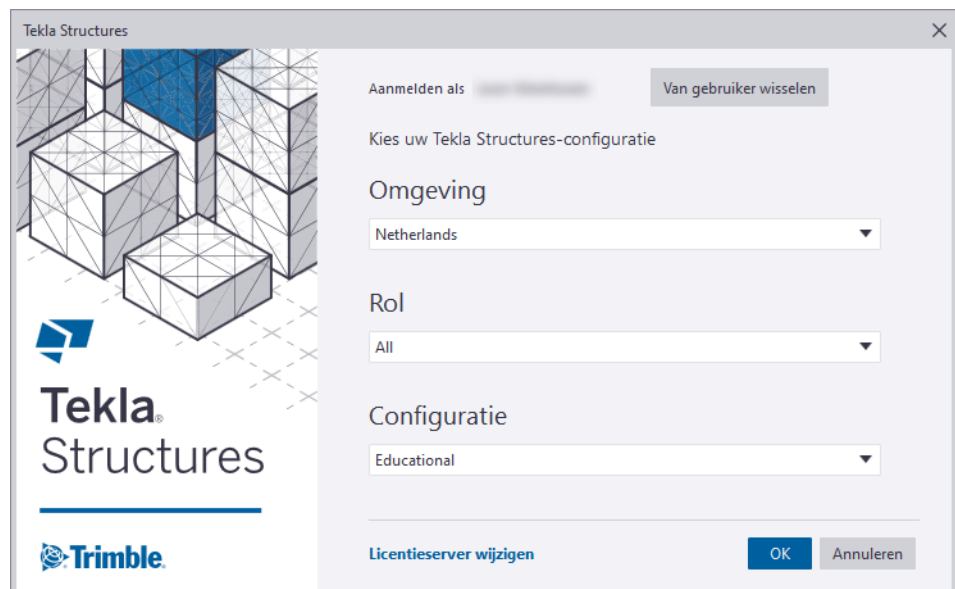 Tekla Structures
Aanmelden als
Van gebruiker wisselen
Kies uw Tekla Structures-configuratie
Omgeving
Netherlands
Rol
All
Configuratie
Educational
Licentieserver wijzigen
OK
Annuleren
Tekla®
Structures
Trimble®